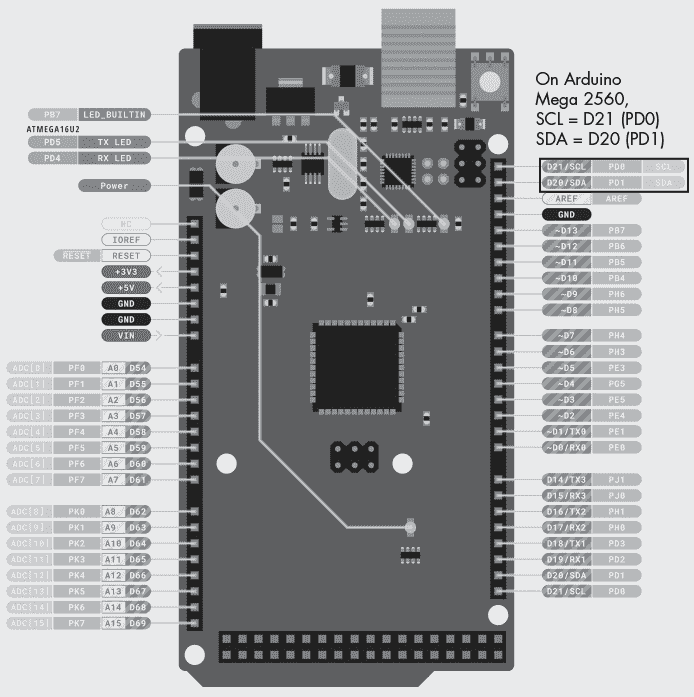 On Arduino
Mega 2560,
SCL = D21 (PD0)
SDA = D20 (PD1)
PB7 LED_BUILTIN
ATMEGA16U2
PD5 TX LED
PD4 RX LED
Power
NC
IOREF
RESET RESET
+3V3
+5V
GND
GND
VIN
ADC[0] PF0 A0 D54
ADC[1] PF1 A1 D55
ADC[2] PF2 A2 D56
ADC[3] PF3 A3 D57
ADC[4] PF4 A4 D58
ADC[5] PF5 A5 D59
ADC[6] PF6 A6 D60
ADC[7] PF7 A7 D61
ADC[8] PK0 A8 D62
ADC[9] PK1 A9 D63
ADC[10] PK2 A10 D64
ADC[11] PK3 A11 D65
ADC[12] PK4 A12 D66
ADC[13] PK5 A13 D67
ADC[14] PK6 A14 D68
ADC[15] PK7 A15 D69
D21/SCL PD0 SCL
D20/SDA PD1 SDA
AREF AREF
GND
~D13 PB7
~D12 PB6
~D11 PB5
~D10 PB4
~D9 PH6
~D8 PH5
~D7 PH4
~D6 PH3
~D5 PE3
~D4 PG5
~D3 PE5
~D2 PE4
~D1/TX0 PE1
~D0/RX0 PE0
D14/TX3 PJ1
D15/RX3 PJ0
D16/TX2 PH1
D17/RX2 PH0
D18/TX1 PD3
D19/RX1 PD2
D20/SDA PD1
D21/SCL PD0